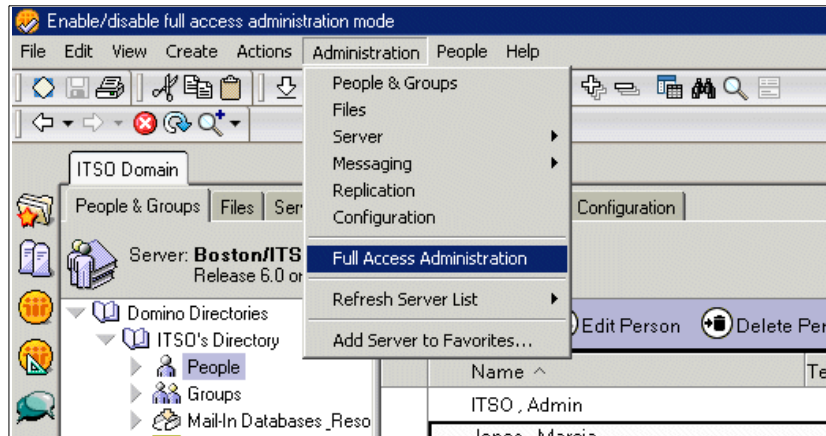 Enable/disable full access administration mode
File Edit View Create Actions Administration People Help
People & Groups
Files
Server
Messaging
Replication
Configuration
Full Access Administration
Refresh Server List
Add Server to Favorites...
ITSO Domain
People & Groups Files Configuration
Server: Boston/ITS
Release 6.0
Domino Directories
ITSO's Directory
People
Groups
Mail-In Databases_Reso
Edit Person Delete Per
Name
ITSO , Admin